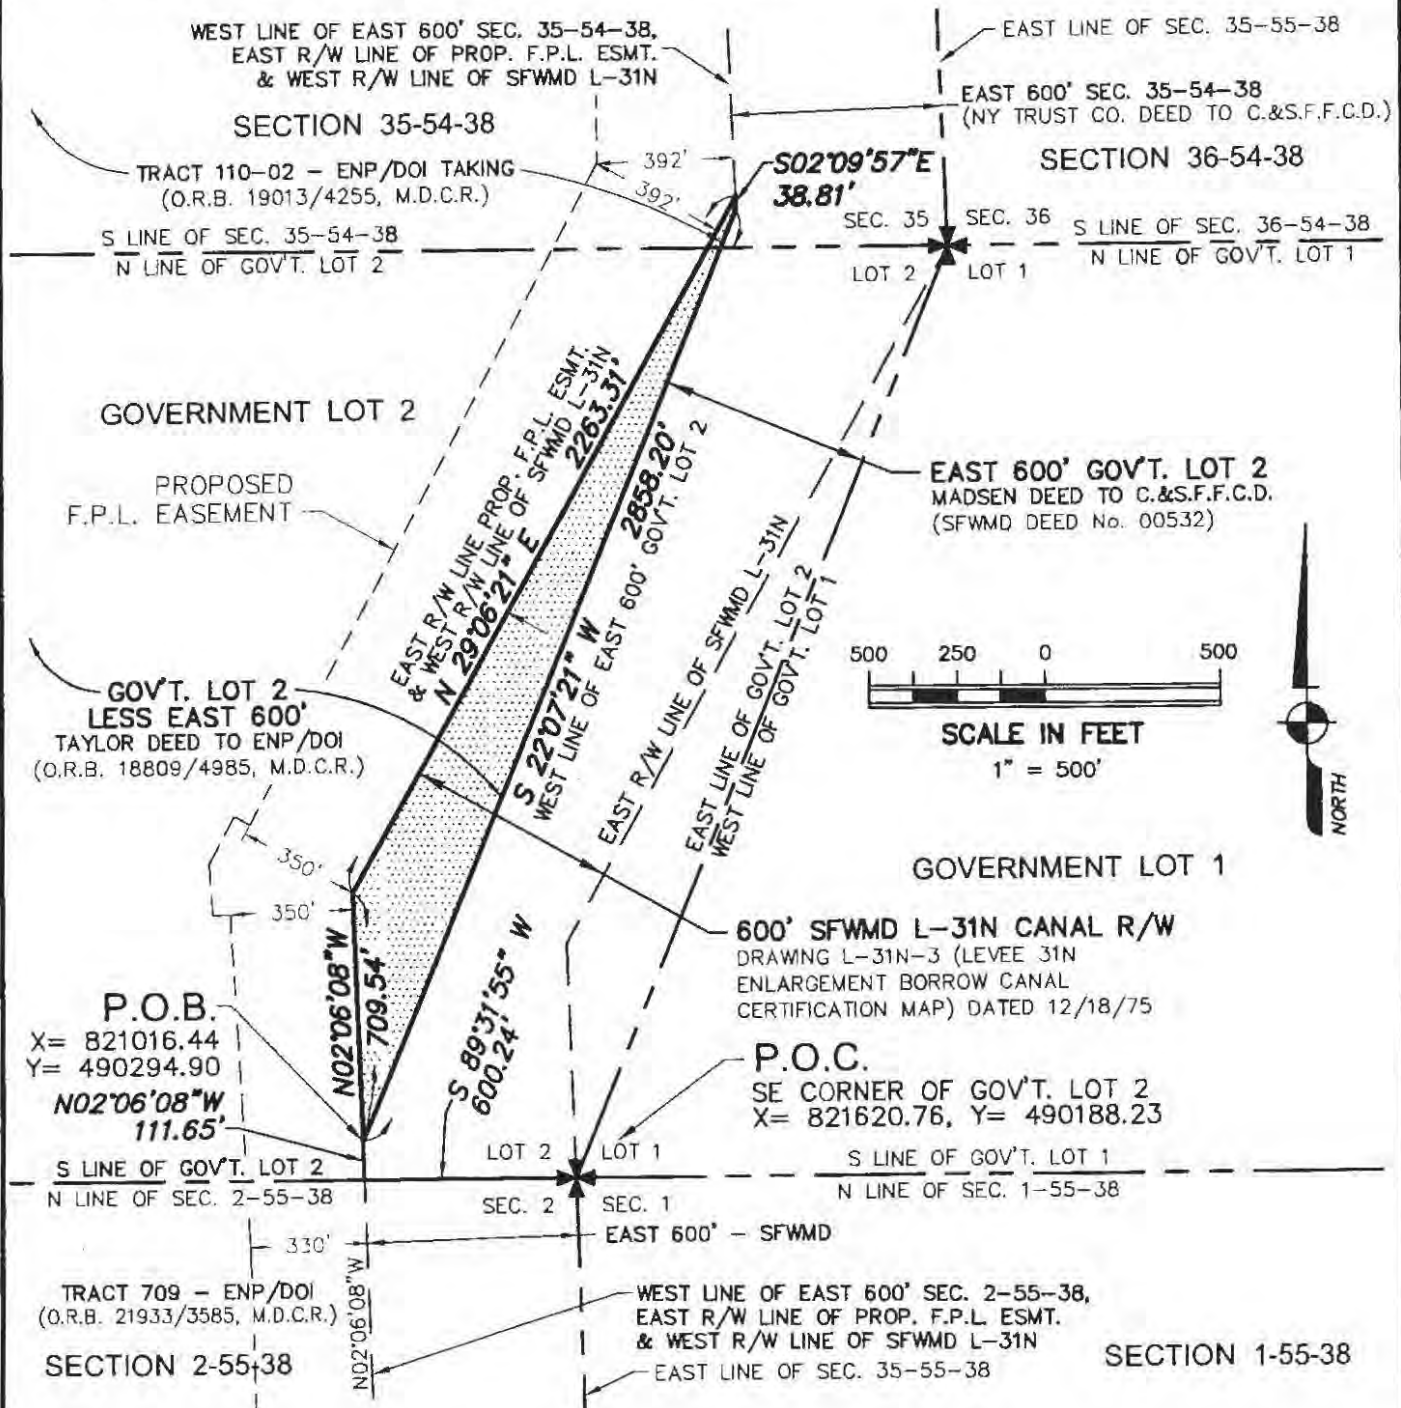 WEST LINE OF EAST 600' SEC. 35-54-38,
EAST R/W LINE OF PROP. F.P.L. ESMT.
& WEST R/W LINE OF SFWMD L-31N
EAST LINE OF SEC. 35-55-38
EAST 600' SEC. 35-54-38
(NY TRUST CO. DEED TO C.&S.F.F.C.D.)
SECTION 35-54-38
SECTION 36-54-38
TRACT 110-02 - ENP/DOI TAKING
(O.R.B. 19013/4255, M.D.C.R.)
392'
392'
S02°09'57"E
38.81'
SEC. 35
SEC. 36
S LINE OF SEC. 35-54-38
N LINE OF GOV'T. LOT 2
S LINE OF SEC. 36-54-38
N LINE OF GOV'T. LOT 1
LOT 2
LOT 1
GOVERNMENT LOT 2
PROPOSED
F.P.L. EASEMENT
EAST R/W LINE PROP. F.P.L. ESMT.
& WEST R/W LINE OF SFWMD L-31N
N 29°06'21" E 2263.31'
S 22°07'21" W 2858.20'
WEST LINE OF EAST 600' GOV'T. LOT 2
EAST 600' GOV'T. LOT 2
MADSEN DEED TO C.&S.F.F.C.D.
(SFWMD DEED No. 00532)
EAST R/W LINE OF SFWMD L-31N
EAST LINE OF GOV'T. LOT 2
WEST LINE OF GOV'T. LOT 1
500 250 0 500
SCALE IN FEET
1" = 500'
NORTH
GOV'T. LOT 2
LESS EAST 600'
TAYLOR DEED TO ENP/DOI
(O.R.B. 18809/4985, M.D.C.R.)
350'
350'
GOVERNMENT LOT 1
600' SFWMD L-31N CANAL R/W
DRAWING L-31N-3 (LEVEE 31N
ENLARGEMENT BORROW CANAL
CERTIFICATION MAP) DATED 12/18/75
N02°06'08"W
709.54'
S 89°31'55" W
600.24'
P.O.B.
X= 821016.44
Y= 490294.90
N02°06'08"W
111.65'
P.O.C.
SE CORNER OF GOV'T. LOT 2
X= 821620.76, Y= 490188.23
LOT 2
LOT 1
S LINE OF GOV'T. LOT 2
N LINE OF SEC. 2-55-38
S LINE OF GOV'T. LOT 1
N LINE OF SEC. 1-55-38
SEC. 2
SEC. 1
330'
EAST 600' - SFWMD
N02°06'08"W
TRACT 709 - ENP/DOI
(O.R.B. 21933/3585, M.D.C.R.)
WEST LINE OF EAST 600' SEC. 2-55-38,
EAST R/W LINE OF PROP. F.P.L. ESMT.
& WEST R/W LINE OF SFWMD L-31N
EAST LINE OF SEC. 35-55-38
SECTION 2-55-38
SECTION 1-55-38